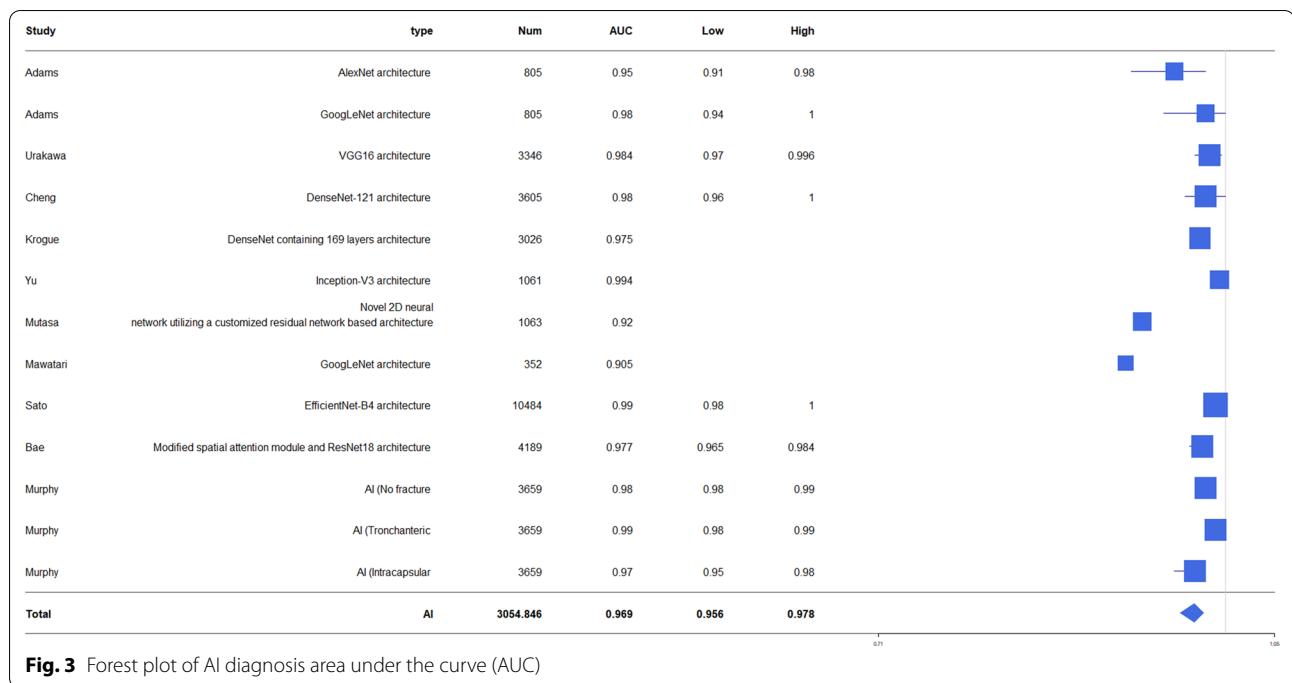 Study type Num AUC Low High
Adams AlexNet architecture 805 0.95 0.91 0.98
Adams GoogLeNet architecture 805 0.98 0.94 1
Urakawa VGG16 architecture 3346 0.984 0.97 0.996
Cheng DenseNet-121 architecture 3605 0.98 0.96 1
Krogue DenseNet containing 169 layers architecture 3026 0.975
Yu Inception-V3 architecture 1061 0.994
Novel 2D neural
Mutasa network utilizing a customized residual network based architecture 1063 0.92
Mawatari GoogLeNet architecture 352 0.905
Sato EfficientNet-B4 architecture 10484 0.99 0.98 1
Bae Modified spatial attention module and ResNet18 architecture 4189 0.977 0.965 0.984
Murphy AI (No fracture 3659 0.98 0.98 0.99
Murphy AI (Tronchanteric 3659 0.99 0.98 0.99
Murphy AI (Intracapsular 3659 0.97 0.95 0.98
Total AI 3054.846 0.969 0.956 0.978
0.71 1.05
Fig. 3 Forest plot of AI diagnosis area under the curve (AUC)